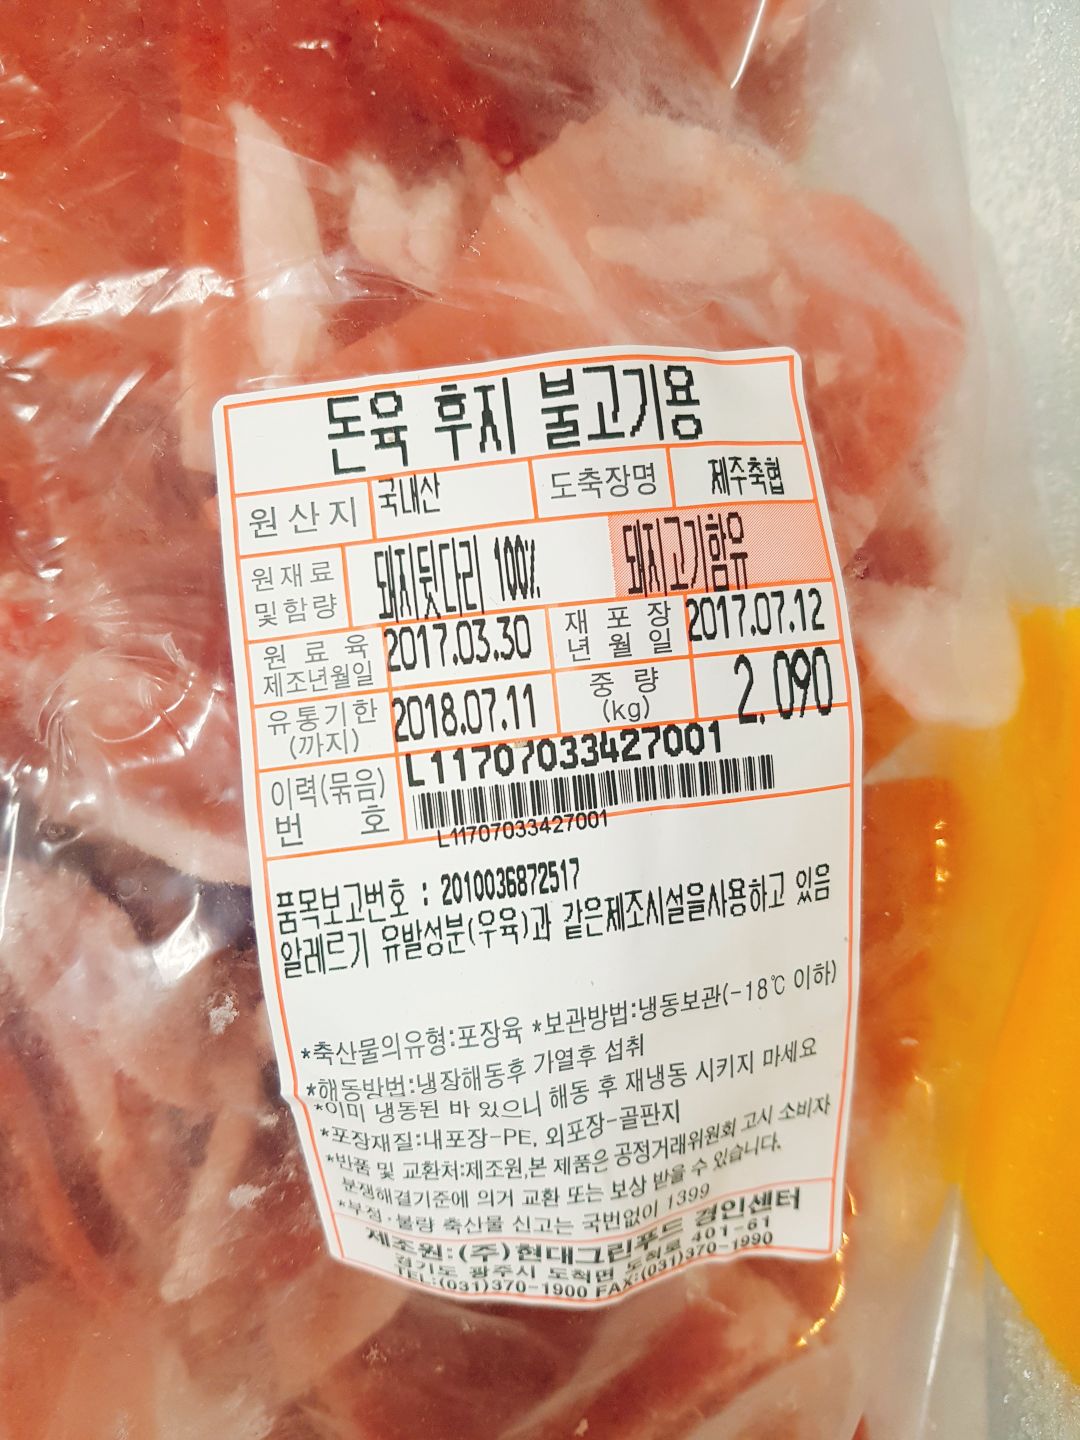 돈육 후지 불고기용
원산지 국내산 도축장명 제주축협
원재료 및함량 돼지뒷다리 100% 돼지고기함유
원료육 제조년월일 2017.03.30 재포장 년월일 2017.07.12
유통기한 (까지) 2018.07.11 중량 (kg) 2.090
이력(묶음) 번호 L11707033427001
L11707033427001
품목보고번호 : 2010036872517
알레르기 유발성분(우육)과 같은제조시설을사용하고 있음
*축산물의유형:포장육 *보관방법:냉동보관(-18℃ 이하)
*해동방법:냉장해동후 가열후 섭취
*이미 냉동된 바 있으니 해동 후 재냉동 시키지 마세요
*포장재질:내포장-PE, 외포장-골판지
*반품 및 교환처:제조원,본 제품은 공정거래위원회 고시 소비자
분쟁해결기준에 의거 교환 또는 보상 받을 수 있습니다.
*부정·불량 축산물 신고는 국번없이 1399
제조원:(주)현대그린푸드 경인센터
경기도 광주시 도척면 도척로 401-61
TEL:(031)370-1900 FAX:(031)370-1990